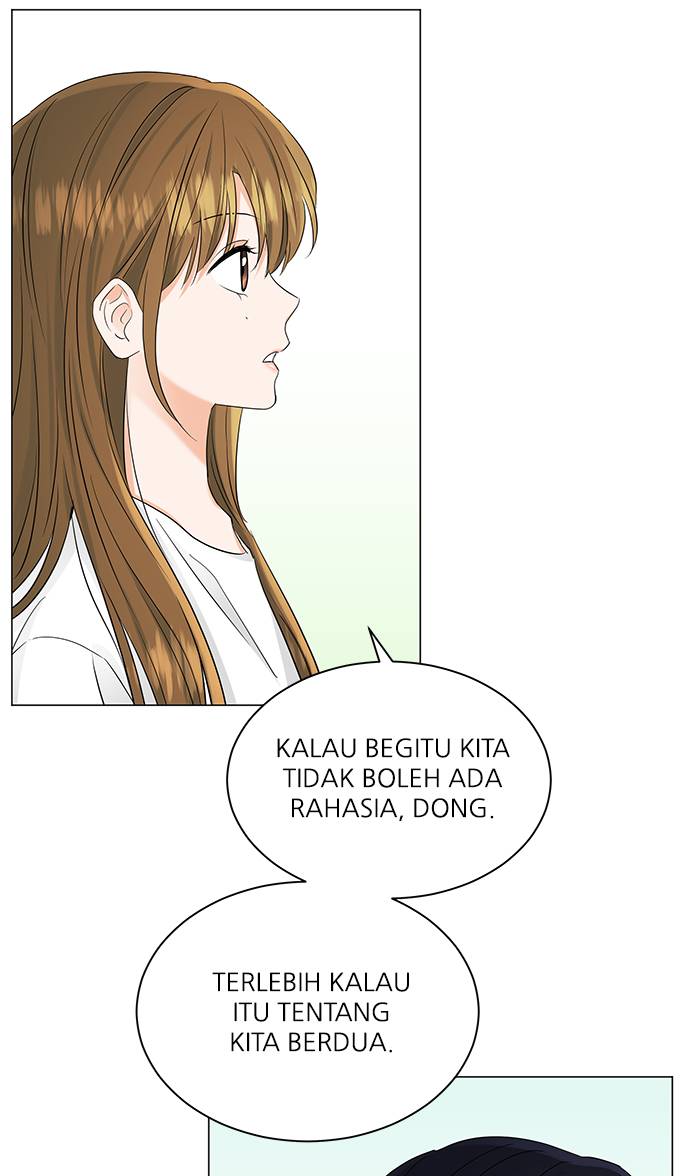 KALAU BEGITU KITA
TIDAK BOLEH ADA
RAHASIA, DONG.
TERLEBIH KALAU
ITU TENTANG
KITA BERDUA.